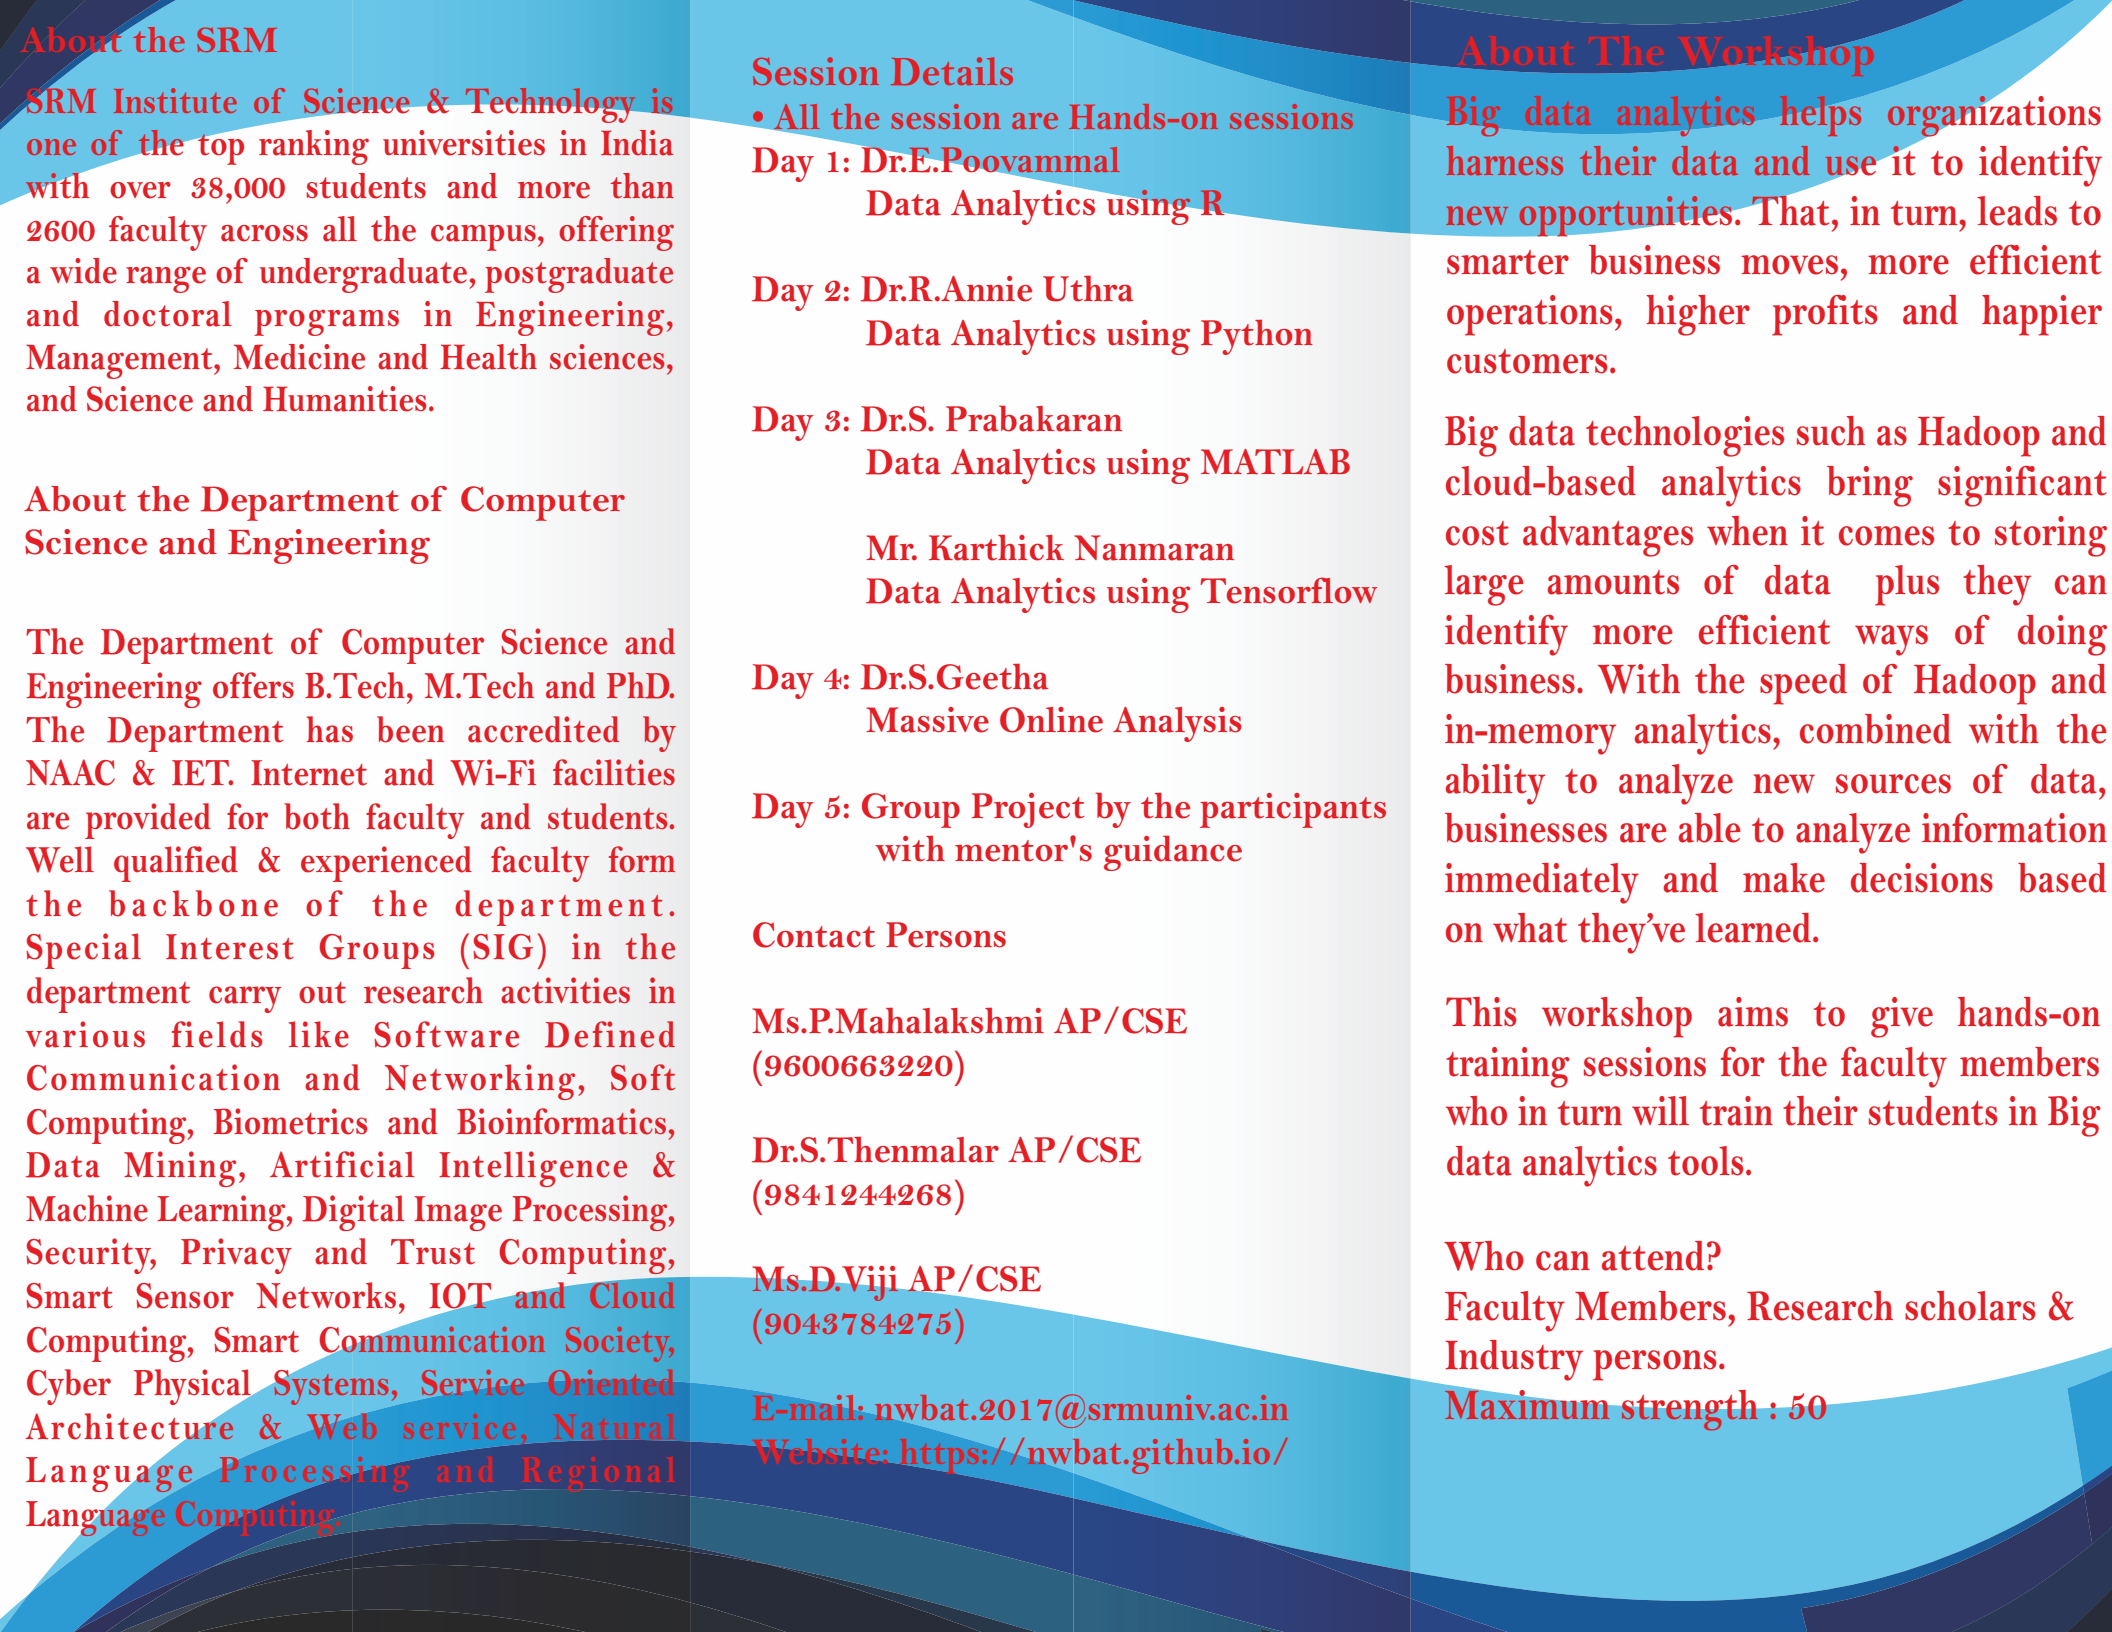 About the SRM
SRM Institute of Science & Technology is
one of the top ranking universities in India
with over 38,000 students and more than
2600 faculty across all the campus, offering
a wide range of undergraduate, postgraduate
and doctoral programs in Engineering,
Management, Medicine and Health sciences,
and Science and Humanities.
About the Department of Computer
Science and Engineering
The Department of Computer Science and
Engineering offers B.Tech, M.Tech and PhD.
The Department has been accredited by
NAAC & IET. Internet and Wi-Fi facilities
are provided for both faculty and students.
Well qualified & experienced faculty form
the backbone of the department.
Special Interest Groups (SIG) in the
department carry out research activities in
various fields like Software Defined
Communication and Networking, Soft
Computing, Biometrics and Bioinformatics,
Data Mining, Artificial Intelligence &
Machine Learning, Digital Image Processing,
Security, Privacy and Trust Computing,
Smart Sensor Networks, IOT and Cloud
Computing, Smart Communication Society,
Cyber Physical Systems, Service Oriented
Architecture & Web service, Natural
Language Processing and Regional
Language Computing.
Session Details
• All the session are Hands-on sessions
Day 1: Dr.E.Poovammal
Data Analytics using R
Day 2: Dr.R.Annie Uthra
Data Analytics using Python
Day 3: Dr.S. Prabakaran
Data Analytics using MATLAB
Mr. Karthick Nanmaran
Data Analytics using Tensorflow
Day 4: Dr.S.Geetha
Massive Online Analysis
Day 5: Group Project by the participants
with mentor's guidance
Contact Persons
Ms.P.Mahalakshmi AP/CSE
(9600663220)
Dr.S.Thenmalar AP/CSE
(9841244268)
Ms.D.Viji AP/CSE
(9043784275)
E-mail: nwbat.2017@srmuniv.ac.in
Website: https://nwbat.github.io/
About The Workshop
Big data analytics helps organizations
harness their data and use it to identify
new opportunities. That, in turn, leads to
smarter business moves, more efficient
operations, higher profits and happier
customers.
Big data technologies such as Hadoop and
cloud-based analytics bring significant
cost advantages when it comes to storing
large amounts of data plus they can
identify more efficient ways of doing
business. With the speed of Hadoop and
in-memory analytics, combined with the
ability to analyze new sources of data,
businesses are able to analyze information
immediately and make decisions based
on what they’ve learned.
This workshop aims to give hands-on
training sessions for the faculty members
who in turn will train their students in Big
data analytics tools.
Who can attend?
Faculty Members, Research scholars &
Industry persons.
Maximum strength : 50